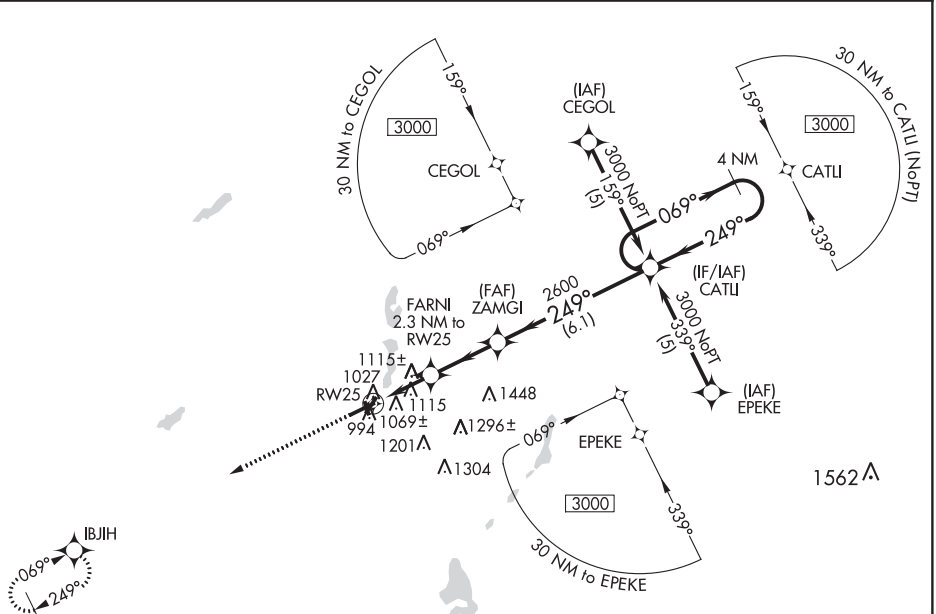 30 NM to CEGOL
159°
3000
CEGOL
069°
(IAF)
CEGOL
3000 NoPT
159°
(5)
4 NM
069°
249°
30 NM to CATLI (NoPT)
159°
3000
CATLI
339°
(IF/IAF)
CATLI
2600
249°
(6.1)
(FAF)
ZAMGI
FARNI
2.3 NM to
RW25
3000 NoPT
339°
(5)
(IAF)
EPEKE
1115±
1027
RW25
1115
1069±
994
1201
1448
1296±
1304
069°
EPEKE
3000
339°
30 NM to EPEKE
1562
IBJIH
069°
249°